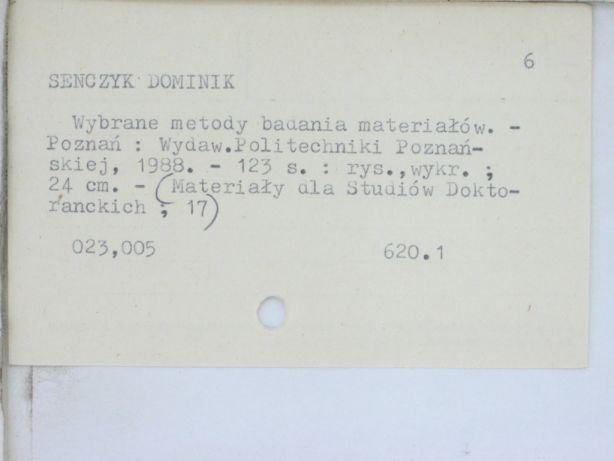 6
SENCZYK DOMINIK
Wybrane metody badania materiałów. -
Poznań : Wydaw.Politechniki Poznań-
skiej, 1988. - 123 s. : rys.,wykr. ;
24 cm. - (Materiały dla Studiów Dokto-
ranckich ; 17)
023,005 620.1